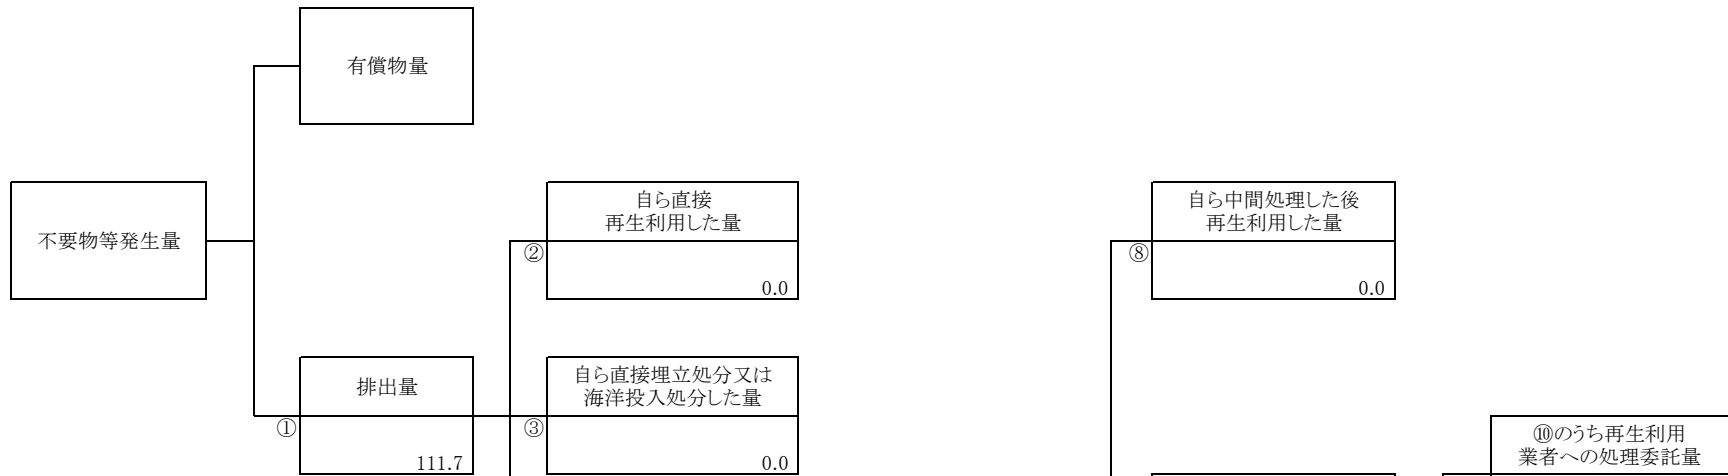 有償物量
不要物等発生量
自ら直接
再生利用した量
②
0.0
自ら中間処理した後
再生利用した量
⑧
0.0
排出量
①
111.7
自ら直接埋立処分又は
海洋投入処分した量
③
0.0
⑩のうち再生利用
業者への処理委託量